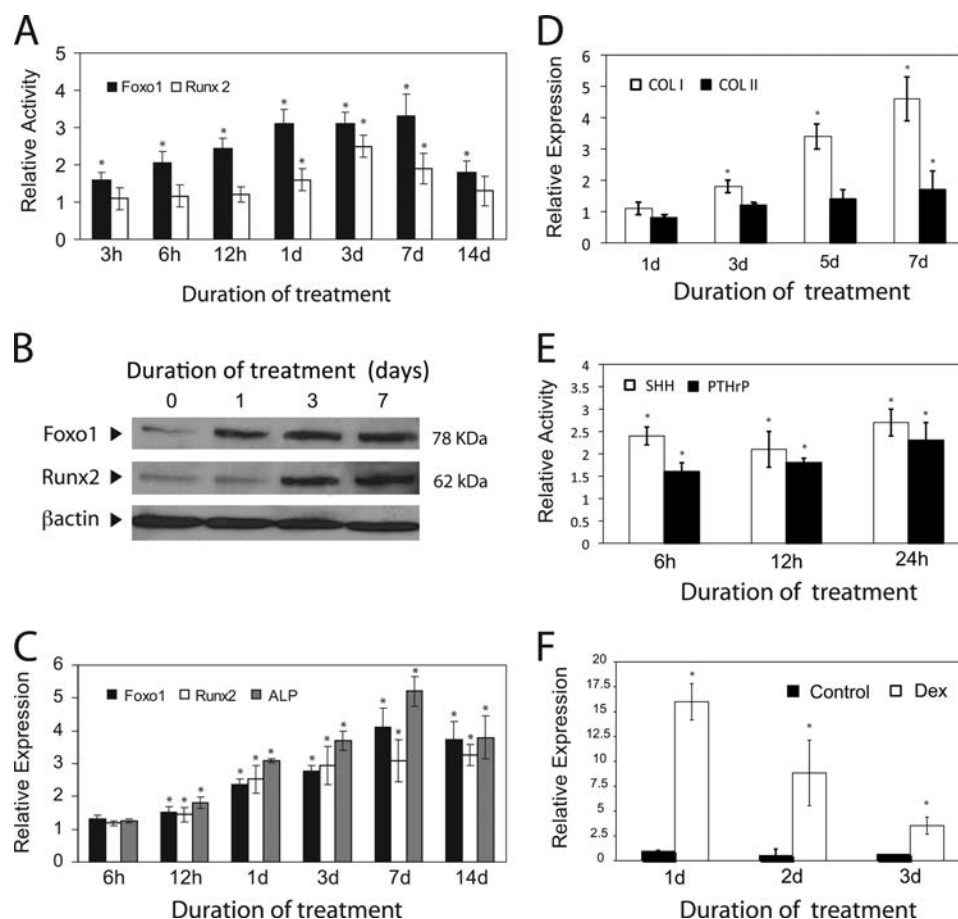 A
Relative Activity
5
4
3
2
1
0
Foxo1 Runx 2
* * * * * * * *
*
3h 6h 12h 1d 3d 7d 14d
Duration of treatment
B
Duration of treatment (days)
0 1 3 7
Foxo1 78 KDa
Runx2 62 kDa
βactin
C
Relative Expression
6
5
4
3
2
1
0
Foxo1 Runx2 ALP
* * * * * * * * * * * * * * *
6h 12h 1d 3d 7d 14d
Duration of treatment
D
Relative Expression
6
5
4
3
2
1
0
COL I COL II
* * * *
1d 3d 5d 7d
Duration of treatment
E
Relative Activity
4
3.5
3
2.5
2
1.5
1
0.5
0
SHH PTHrP
* * * * * *
6h 12h 24h
Duration of treatment
F
Relative Expression
20
17.5
15
12.5
10
7.5
5
2.5
0
Control Dex
* * *
1d 2d 3d
Duration of treatment